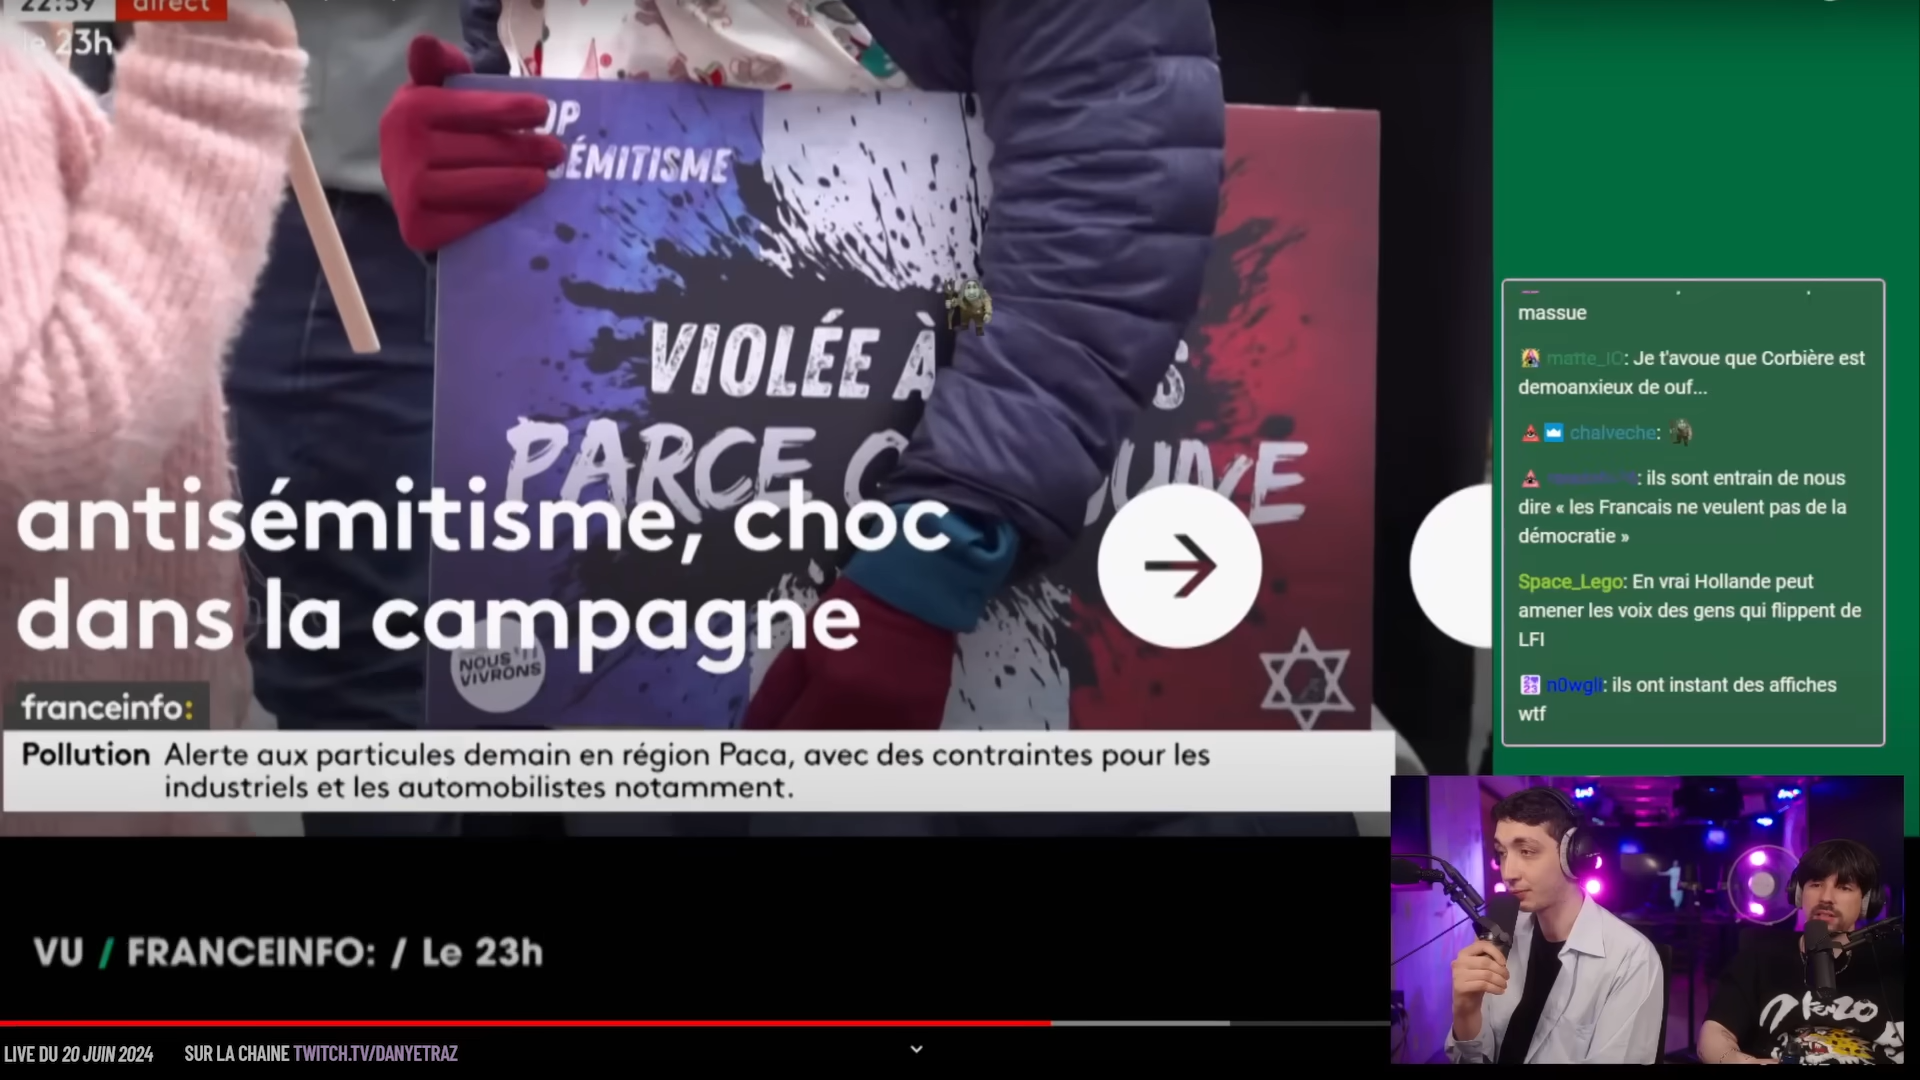 22:59 direct
le 23h
OP
ÉMITISME
VIOLÉE À
PARCE
antisémitisme, choc
dans la campagne
NOUS
VIVRONS
franceinfo:
Pollution Alerte aux particules demain en région Paca, avec des contraintes pour les
industriels et les automobilistes notamment.
VU / FRANCEINFO: / Le 23h
LIVE DU 20 JUIN 2024 SUR LA CHAINE TWITCH.TV/DANYETRAZ
massue
matte_IO: Je t'avoue que Corbière est
demoanxieux de ouf...
chalveche:
: ils sont entrain de nous
dire « les Francais ne veulent pas de la
démocratie »
Space_Lego: En vrai Hollande peut
amener les voix des gens qui flippent de
LFI
n0wgli: ils ont instant des affiches
wtf
KENZO